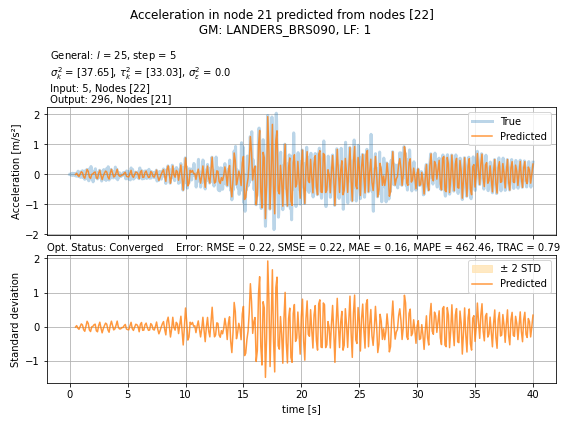 Acceleration in node 21 predicted from nodes [22]
GM: LANDERS_BRS090, LF: 1
General: l = 25, step = 5
σ²ₖ = [37.65], τ²ₖ = [33.03], σ²ε = 0.0
Input: 5, Nodes [22]
Output: 296, Nodes [21]
Acceleration [m/s²]
2
1
0
−1
−2
True
Predicted
Opt. Status: Converged Error: RMSE = 0.22, SMSE = 0.22, MAE = 0.16, MAPE = 462.46, TRAC = 0.79
Standard deviation
2
1
0
−1
± 2 STD
Predicted
0 5 10 15 20 25 30 35 40
time [s]